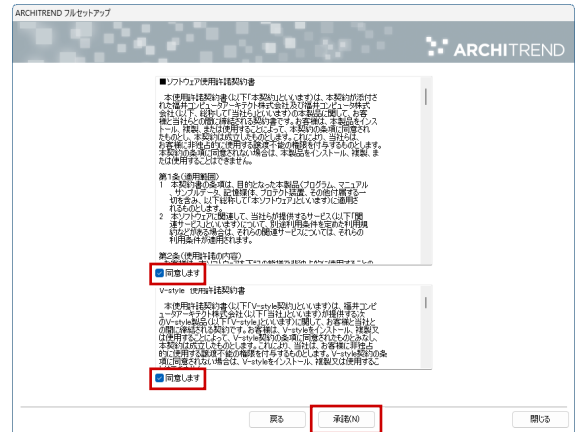 ARCHITREND フルセットアップ
ARCHITREND
■ソフトウェア使用許諾契約書
本使用許諾契約書(以下「本契約」といいます)は、本契約が添付さ
れた福井コンピュータアーキテクト株式会社及び福井コンピュータ株式
会社(以下、総称して「当社ら」といいます)の本製品に関して、お客
様と当社らとの間に締結される契約書です。お客様は、本製品をインス
トール、複製、または使用することによって、本契約の条項に同意され
たものとし、本契約は成立したものとします。これにより、当社らは、
お客様に非独占的に使用する譲渡不能の権限を付与するものとします。
本契約の条項に同意されない場合は、本製品をインストール、複製、ま
たは使用することはできません。
第1条(適用範囲)
1 本契約書の条項は、目的となった本製品(プログラム、マニュアル
、サンプルデータ、記憶媒体、プロテクト装置、その他付属する一
切を含み、以下総称して「本ソフトウェア」といいます)に適用さ
れるものとします。
2 本ソフトウェアに関連して、当社らが提供するサービス(以下「関
連サービス」といいます)について、別途利用条件を定めた利用規
約などがある場合は、それらの関連サービスについては、それらの
利用条件が適用されます。
第2条(使用許諾の内容)
同意します
V-style 使用許諾契約書
本使用許諾契約書(以下「V-style契約」といいます)は、福井コンピ
ュータアーキテクト株式会社(以下「当社」といいます)が提供する次
のV-style製品(以下「V-style」といいます)に関して、お客様と当社と
の間に締結される契約です。お客様は、V-styleをインストール、複製又
は使用することによって、V-style契約の条項に同意されたものとみなし、
本契約は成立したものとします。これにより、当社は、お客様に非独占
的に使用する譲渡不能の権限を付与するものとします。V-style契約の条
項に同意されない場合は、V-styleをインストール、複製又は使用するこ
同意します
戻る
承諾(N)
閉じる